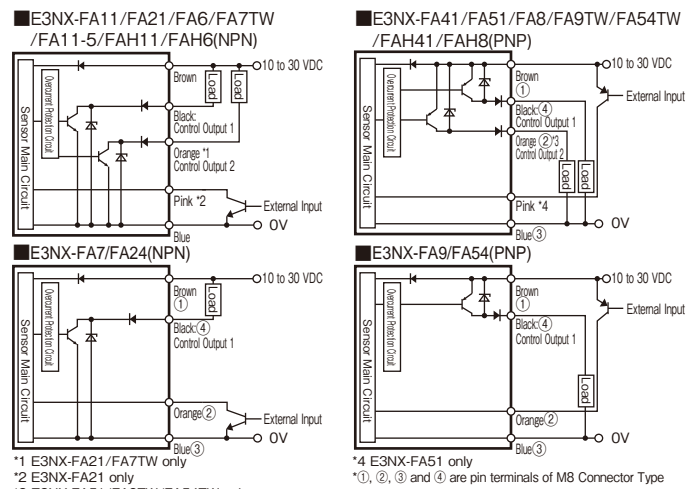 ■E3NX-FA11/FA21/FA6/FA7TW
/FA11-5/FAH11/FAH6(NPN)
Sensor Main Circuit
Overcurrent Protection Circuit
10 to 30 VDC
Brown
Load
Load
Black:
Control Output 1
Orange *1
Control Output 2
Pink *2
External Input
0V
Blue
■E3NX-FA41/FA51/FA8/FA9TW/FA54TW
/FAH41/FAH8(PNP)
Sensor Main Circuit
Overcurrent Protection Circuit
10 to 30 VDC
Brown
①
External Input
Black:④
Control Output 1
Orange ②*3
Control Output 2
Load
Load
Pink *4
0V
Blue③
■E3NX-FA7/FA24(NPN)
Sensor Main Circuit
Overcurrent Protection Circuit
10 to 30 VDC
Brown
①
Load
Black:④
Control Output 1
Orange②
External Input
0V
Blue③
■E3NX-FA9/FA54(PNP)
Sensor Main Circuit
Overcurrent Protection Circuit
10 to 30 VDC
Brown
①
External Input
Black:④
Control Output 1
Load
Orange②
0V
Blue③
*1 E3NX-FA21/FA7TW only
*2 E3NX-FA21 only
*4 E3NX-FA51 only
*①, ②, ③ and ④ are pin terminals of M8 Connector Type